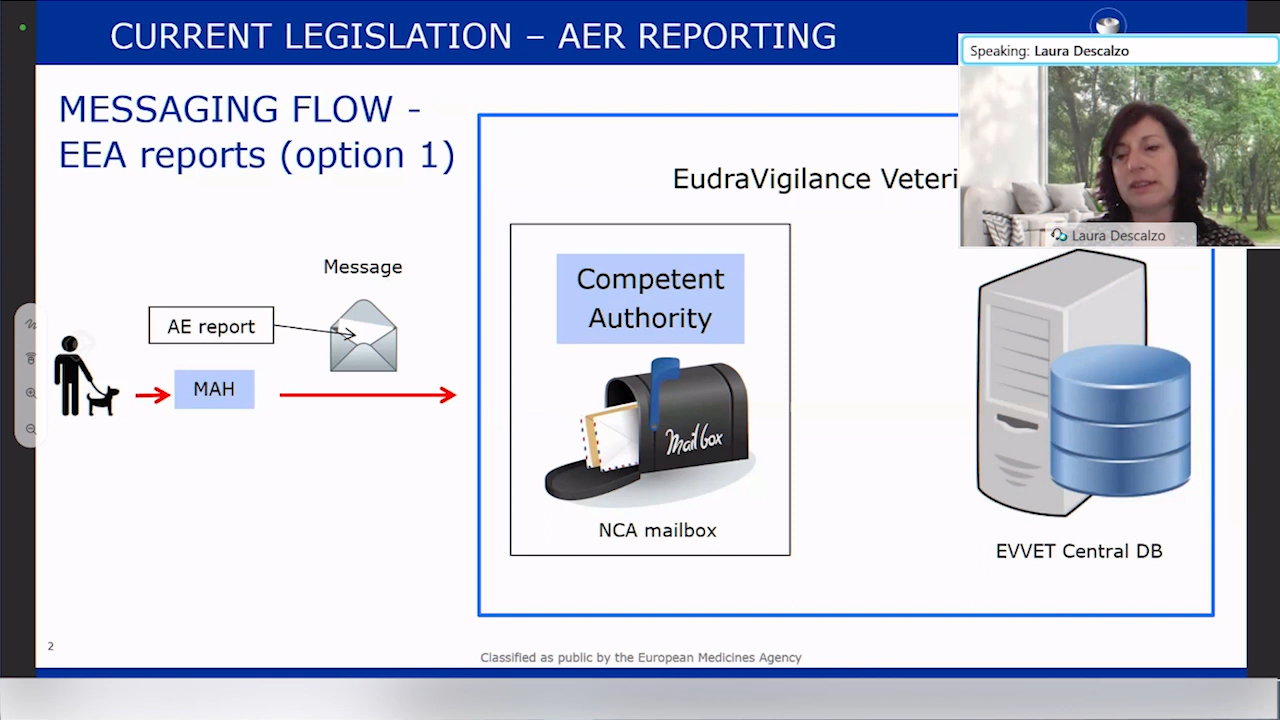 CURRENT LEGISLATION – AER REPORTING
Speaking: Laura Descalzo
MESSAGING FLOW -
EEA reports (option 1)
EudraVigilance Veteri
Laura Descalzo
Message
Competent
Authority
AE report
MAH
Mail box
NCA mailbox
EVVET Central DB
2
Classified as public by the European Medicines Agency